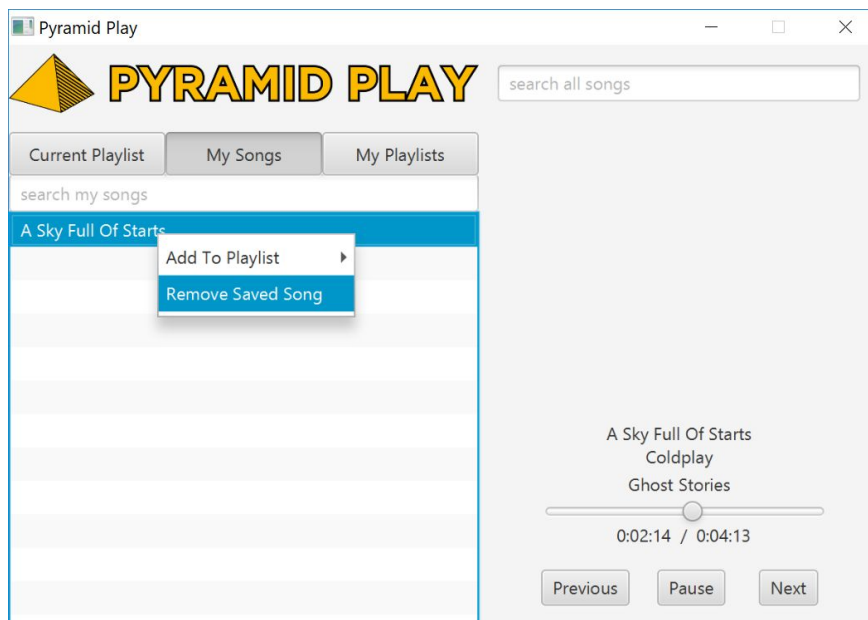 Pyramid Play
PYRAMID PLAY
search all songs
Current Playlist My Songs My Playlists
search my songs
A Sky Full Of Starts
Add To Playlist
Remove Saved Song
A Sky Full Of Starts
Coldplay
Ghost Stories
0:02:14 / 0:04:13
Previous Pause Next